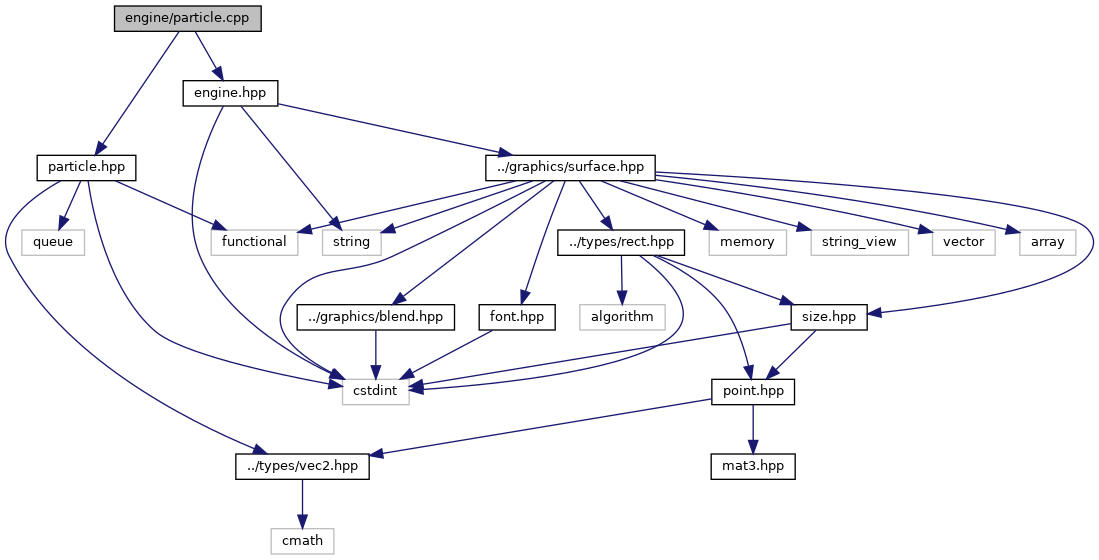 engine/particle.cpp
engine.hpp
particle.hpp
../graphics/surface.hpp
queue
functional
string
../types/rect.hpp
memory
string_view
vector
array
../graphics/blend.hpp
font.hpp
algorithm
size.hpp
cstdint
point.hpp
../types/vec2.hpp
mat3.hpp
cmath